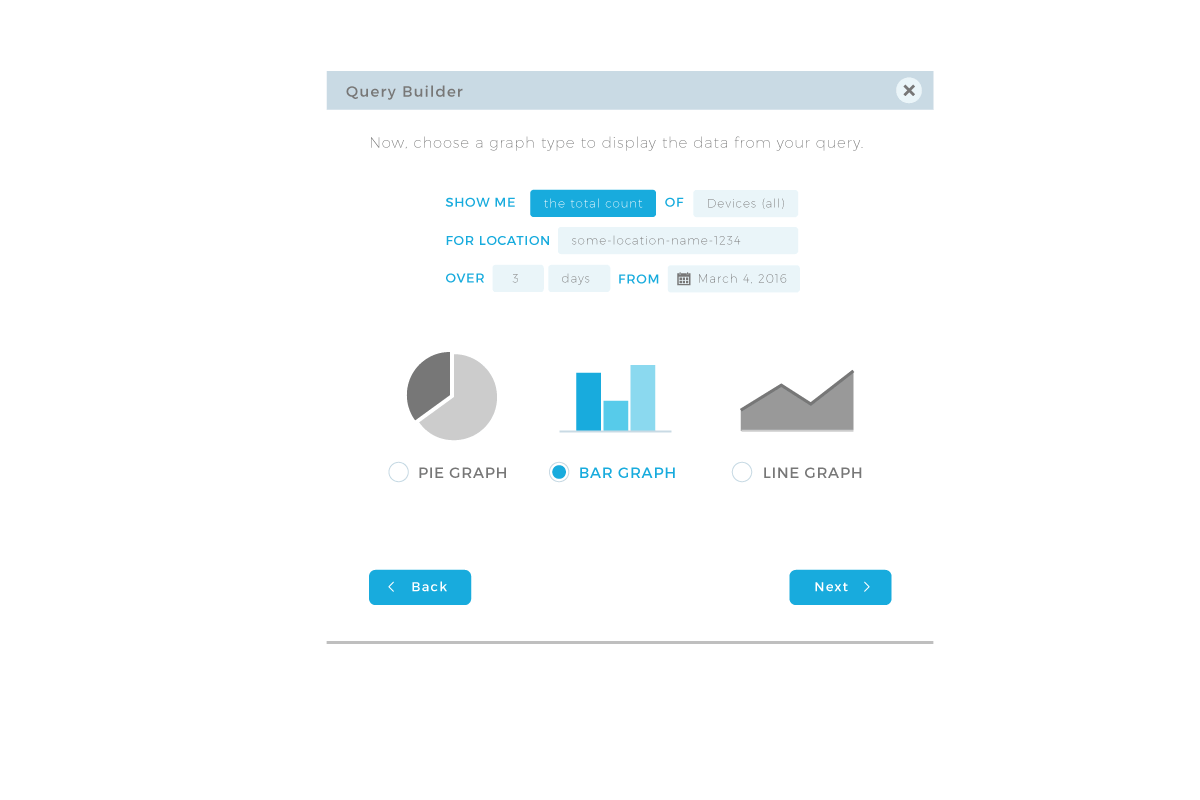 Query Builder
Now, choose a graph type to display the data from your query.
SHOW ME the total count OF Devices (all)
FOR LOCATION some-location-name-1234
OVER 3 days FROM March 4, 2016
PIE GRAPH BAR GRAPH LINE GRAPH
Back Next